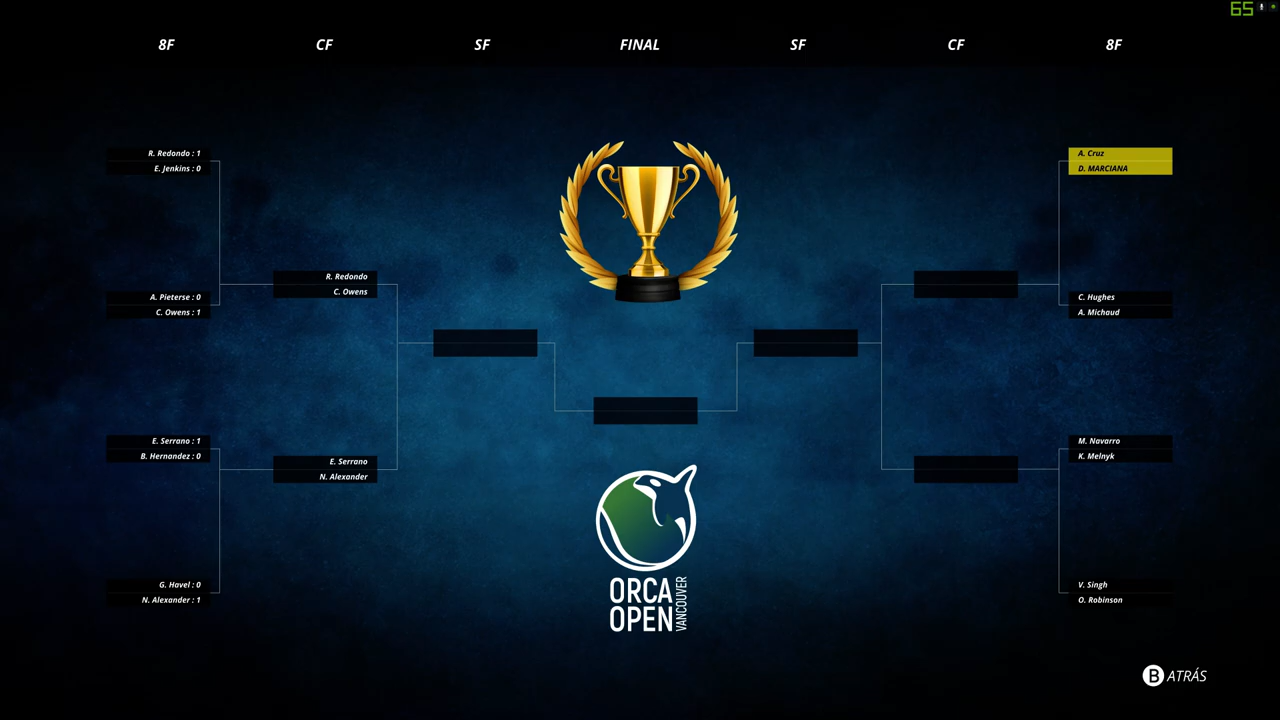 65
8F
CF
SF
FINAL
SF
CF
8F
R. Redondo : 1
E. Jenkins : 0
A. Pieterse : 0
C. Owens : 1
E. Serrano : 1
B. Hernandez : 0
G. Havel : 0
N. Alexander : 1
R. Redondo
C. Owens
E. Serrano
N. Alexander
A. Cruz
D. MARCIANA
C. Hughes
A. Michaud
M. Navarro
K. Melnyk
V. Singh
O. Robinson
ORCA
OPEN
VANCOUVER
B ATRÁS